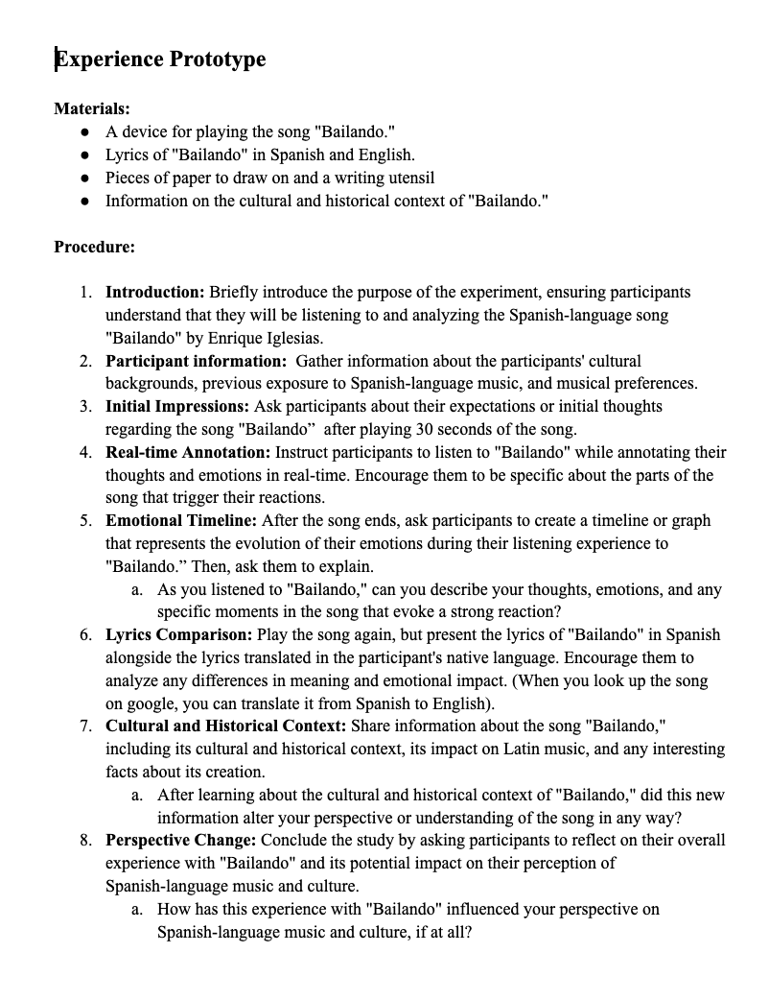 Experience Prototype
Materials:
● A device for playing the song "Bailando."
● Lyrics of "Bailando" in Spanish and English.
● Pieces of paper to draw on and a writing utensil
● Information on the cultural and historical context of "Bailando."
Procedure:
1. Introduction: Briefly introduce the purpose of the experiment, ensuring participants
understand that they will be listening to and analyzing the Spanish-language song
"Bailando" by Enrique Iglesias.
2. Participant information:  Gather information about the participants' cultural
backgrounds, previous exposure to Spanish-language music, and musical preferences.
3. Initial Impressions: Ask participants about their expectations or initial thoughts
regarding the song "Bailando”  after playing 30 seconds of the song.
4. Real-time Annotation: Instruct participants to listen to "Bailando" while annotating their
thoughts and emotions in real-time. Encourage them to be specific about the parts of the
song that trigger their reactions.
5. Emotional Timeline: After the song ends, ask participants to create a timeline or graph
that represents the evolution of their emotions during their listening experience to
"Bailando.” Then, ask them to explain.
a. As you listened to "Bailando," can you describe your thoughts, emotions, and any
specific moments in the song that evoke a strong reaction?
6. Lyrics Comparison: Play the song again, but present the lyrics of "Bailando" in Spanish
alongside the lyrics translated in the participant's native language. Encourage them to
analyze any differences in meaning and emotional impact. (When you look up the song
on google, you can translate it from Spanish to English).
7. Cultural and Historical Context: Share information about the song "Bailando,"
including its cultural and historical context, its impact on Latin music, and any interesting
facts about its creation.
a. After learning about the cultural and historical context of "Bailando," did this new
information alter your perspective or understanding of the song in any way?
8. Perspective Change: Conclude the study by asking participants to reflect on their overall
experience with "Bailando" and its potential impact on their perception of
Spanish-language music and culture.
a. How has this experience with "Bailando" influenced your perspective on
Spanish-language music and culture, if at all?